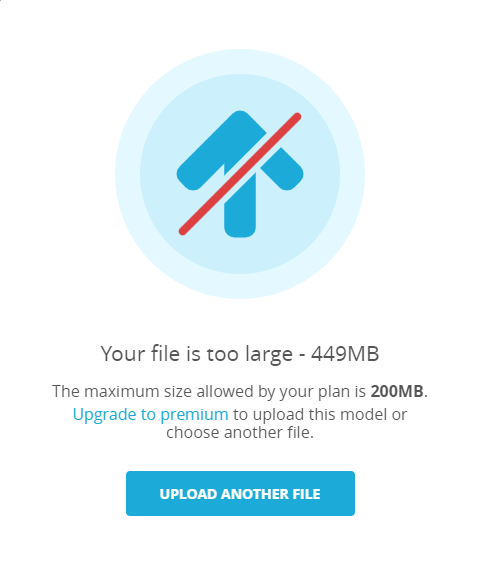 Your file is too large - 449MB
The maximum size allowed by your plan is 200MB.
Upgrade to premium to upload this model or
choose another file.
UPLOAD ANOTHER FILE